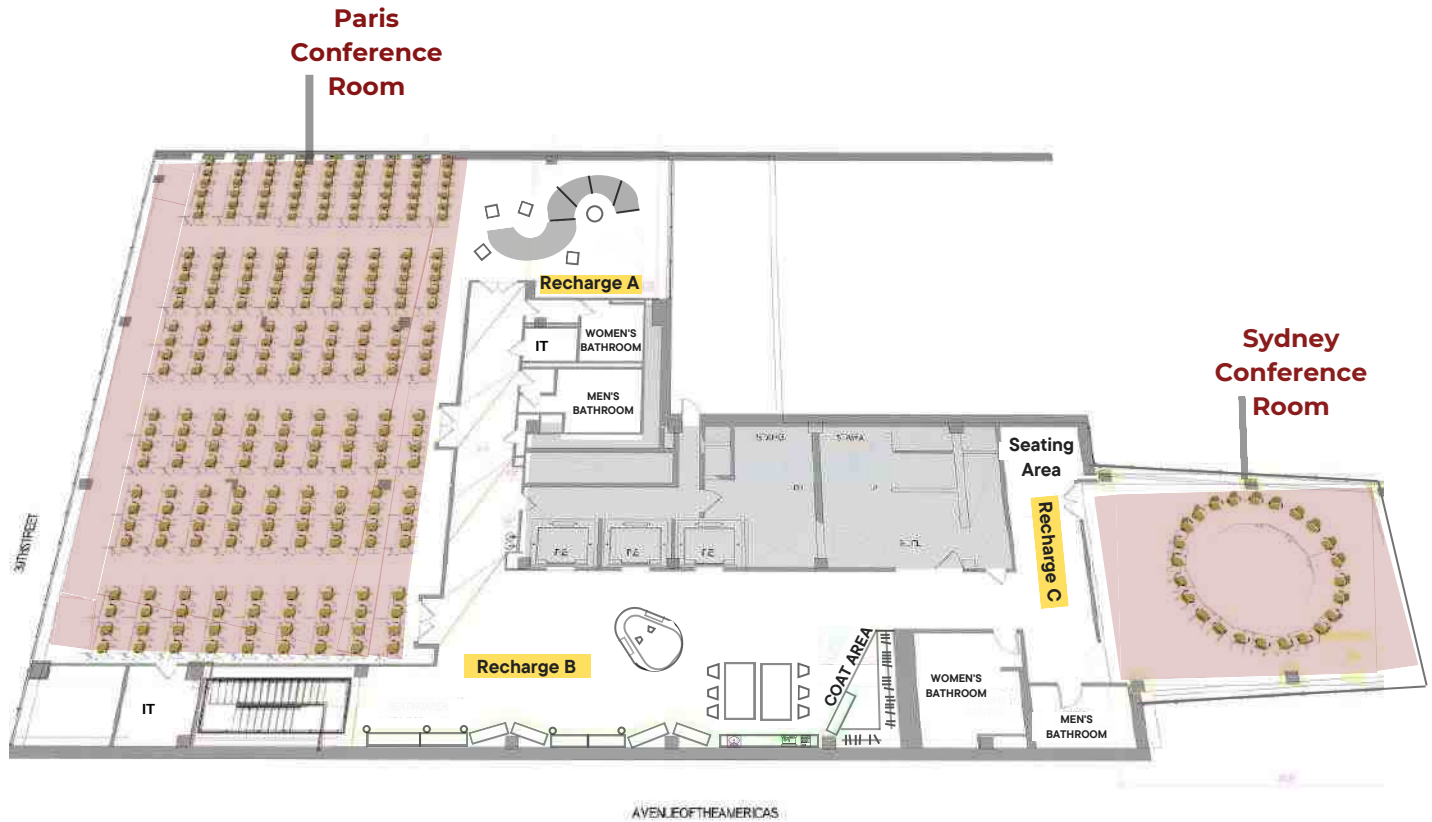 Paris
Conference
Room
Recharge A
WOMEN'S
BATHROOM
IT
MEN'S
BATHROOM
Sydney
Conference
Room
Seating
Area
Recharge C
39THSTREET
Recharge B
COAT AREA
WOMEN'S
BATHROOM
MEN'S
BATHROOM
IT
AVENUEOFTHEAMERICAS